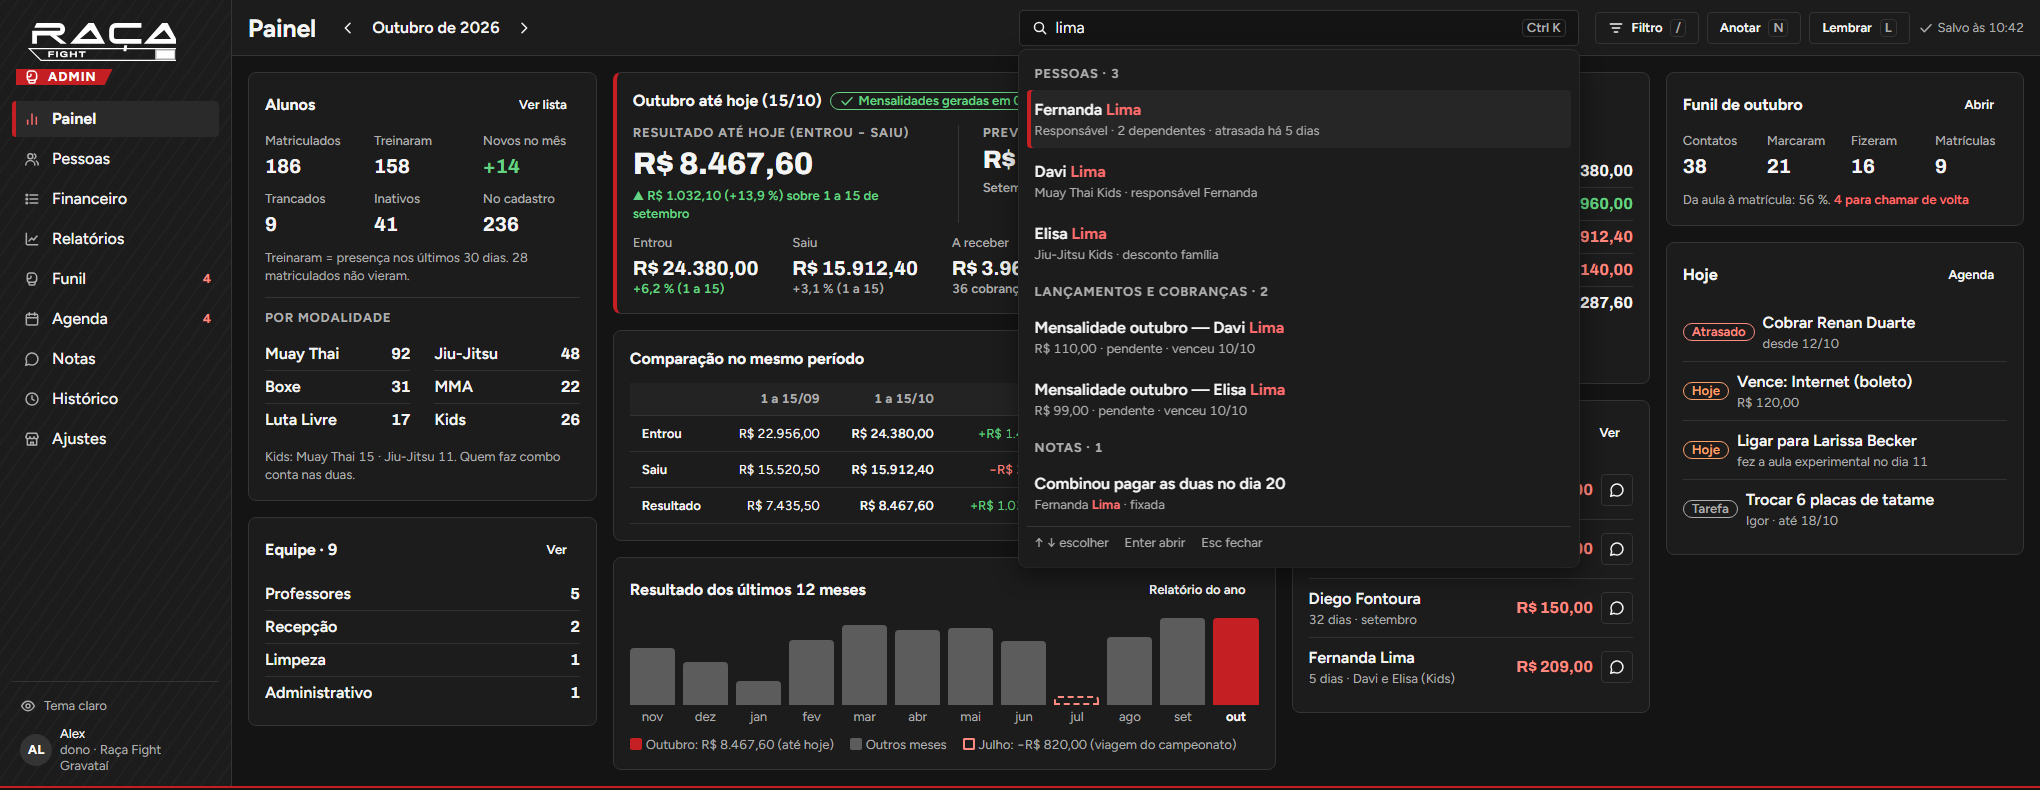 RAÇA
FIGHT
ADMIN
Painel
Pessoas
Financeiro
Relatórios
Funil 4
Agenda 4
Notas
Histórico
Ajustes
Tema claro
AL
Alex
dono · Raça Fight
Gravataí
Painel
Outubro de 2026
lima
Ctrl K
Filtro /
Anotar N
Lembrar L
Salvo às 10:42
Alunos
Ver lista
Matriculados Treinaram Novos no mês
186 158 +14
Trancados Inativos No cadastro
9 41 236
Treinaram = presença nos últimos 30 dias. 28
matriculados não vieram.
POR MODALIDADE
Muay Thai 92 Jiu-Jitsu 48
Boxe 31 MMA 22
Luta Livre 17 Kids 26
Kids: Muay Thai 15 · Jiu-Jitsu 11. Quem faz combo
conta nas duas.
Equipe · 9
Ver
Professores 5
Recepção 2
Limpeza 1
Administrativo 1
Outubro até hoje (15/10)
Mensalidades geradas em
RESULTADO ATÉ HOJE (ENTROU − SAIU)
R$ 8.467,60
▲ R$ 1.032,10 (+13,9 %) sobre 1 a 15 de
setembro
PREV
R$
Setem
Entrou Saiu A receber
R$ 24.380,00 R$ 15.912,40 R$ 3.96
+6,2 % (1 a 15) +3,1 % (1 a 15) 36 cobranç
Comparação no mesmo período
1 a 15/09 1 a 15/10
Entrou R$ 22.956,00 R$ 24.380,00 +R$ 1.4
Saiu R$ 15.520,50 R$ 15.912,40 −R$
Resultado R$ 7.435,50 R$ 8.467,60 +R$ 1.0
Resultado dos últimos 12 meses
Relatório do ano
nov dez jan fev mar abr mai jun jul ago set out
Outubro: R$ 8.467,60 (até hoje) Outros meses Julho: −R$ 820,00 (viagem do campeonato)
PESSOAS · 3
Fernanda Lima
Responsável · 2 dependentes · atrasada há 5 dias
Davi Lima
Muay Thai Kids · responsável Fernanda
Elisa Lima
Jiu-Jitsu Kids · desconto família
LANÇAMENTOS E COBRANÇAS · 2
Mensalidade outubro — Davi Lima
R$ 110,00 · pendente · venceu 10/10
Mensalidade outubro — Elisa Lima
R$ 99,00 · pendente · venceu 10/10
NOTAS · 1
Combinou pagar as duas no dia 20
Fernanda Lima · fixada
↑ ↓ escolher Enter abrir Esc fechar
380,00
960,00
912,40
140,00
287,60
Ver
00
00
Diego Fontoura
32 dias · setembro
R$ 150,00
Fernanda Lima
5 dias · Davi e Elisa (Kids)
R$ 209,00
Funil de outubro
Abrir
Contatos Marcaram Fizeram Matrículas
38 21 16 9
Da aula à matrícula: 56 %. 4 para chamar de volta
Hoje
Agenda
Atrasado Cobrar Renan Duarte
desde 12/10
Hoje Vence: Internet (boleto)
R$ 120,00
Hoje Ligar para Larissa Becker
fez a aula experimental no dia 11
Tarefa Trocar 6 placas de tatame
Igor · até 18/10